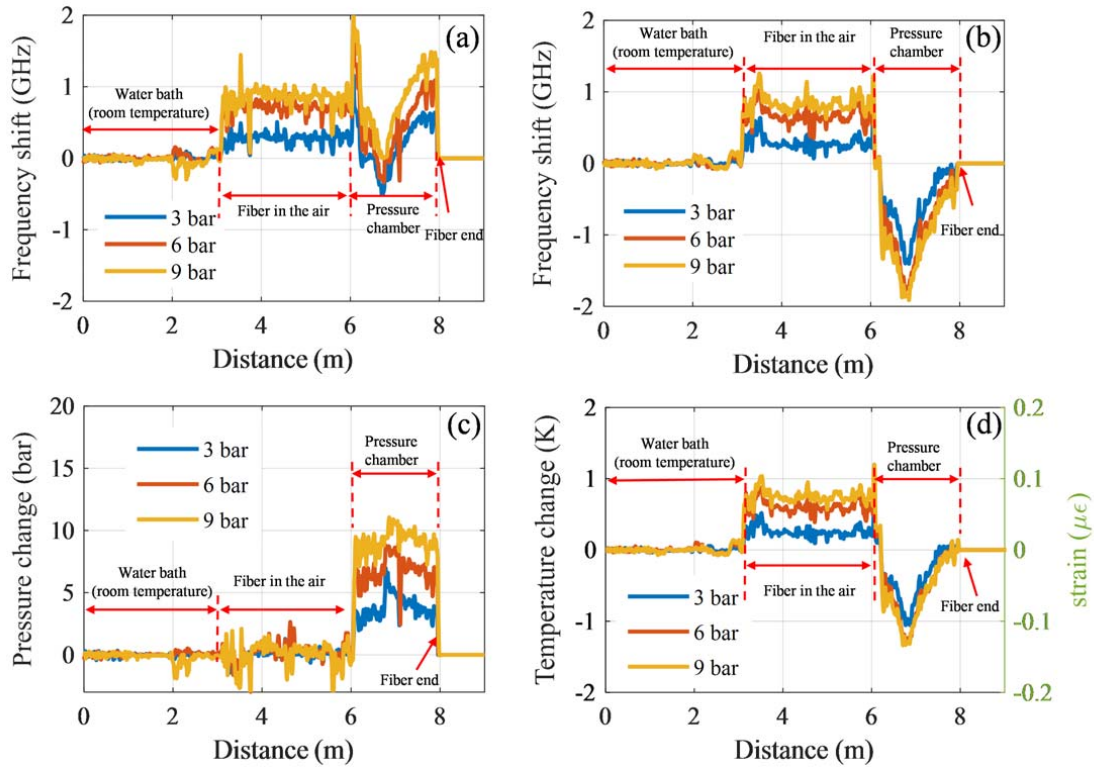 (a)
Frequency shift (GHz)
2
1
0
-1
-2
Water bath
(room temperature)
Fiber in the air
Pressure
chamber
Fiber end
3 bar
6 bar
9 bar
0 2 4 6 8
Distance (m)
(b)
Frequency shift (GHz)
2
1
0
-1
-2
Water bath
(room temperature)
Fiber in the air
Pressure
chamber
Fiber end
3 bar
6 bar
9 bar
0 2 4 6 8
Distance (m)
(c)
Pressure change (bar)
20
15
10
5
0
3 bar
6 bar
9 bar
Pressure
chamber
Water bath
(room temperature)
Fiber in the air
Fiber end
0 2 4 6 8
Distance (m)
(d)
Temperature change (K)
2
1
0
-1
-2
Water bath
(room temperature)
Pressure
chamber
Fiber in the air
Fiber end
3 bar
6 bar
9 bar
0 2 4 6 8
Distance (m)
0.2
0.1
0
-0.1
-0.2
strain (με)